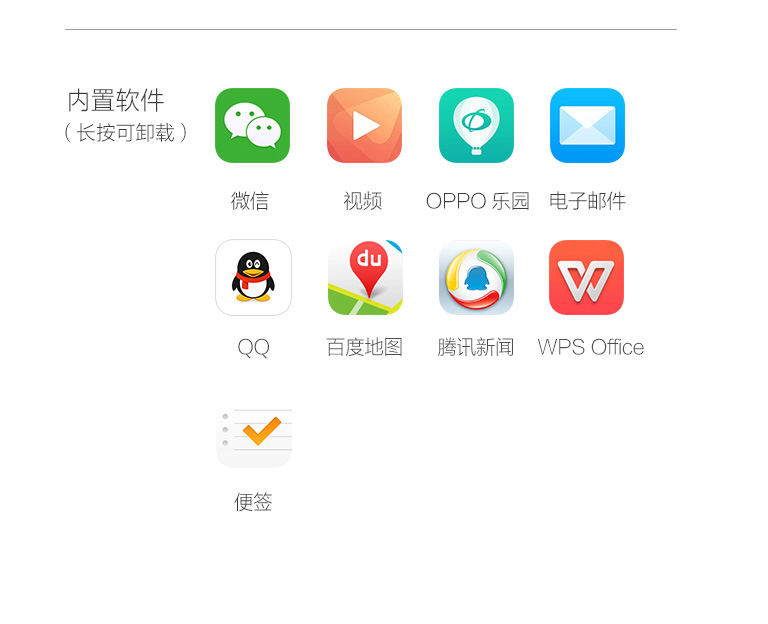 内置软件
（长按可卸载）
微信
视频
OPPO 乐园
电子邮件
du
QQ
百度地图
腾讯新闻
WPS Office
便签